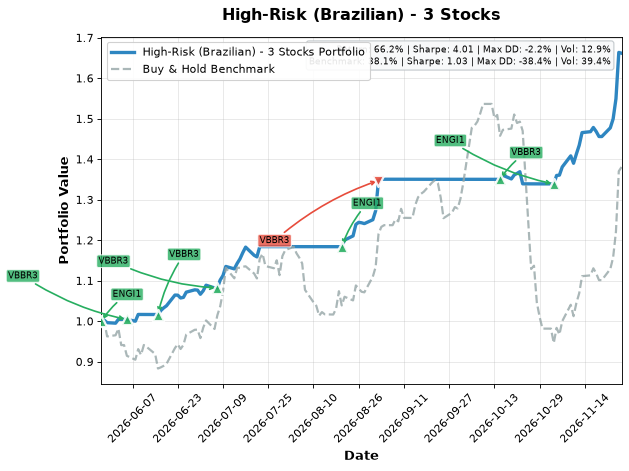 High-Risk (Brazilian) - 3 Stocks
High-Risk (Brazilian) - 3 Stocks Portfolio
Buy & Hold Benchmark
66.2% | Sharpe: 4.01 | Max DD: -2.2% | Vol: 12.9%
38.1% | Sharpe: 1.03 | Max DD: -38.4% | Vol: 39.4%
Portfolio Value
1.7
1.6
1.5
1.4
1.3
1.2
1.1
1.0
0.9
ENGI1
VBBR3
VBBR3
ENGI1
VBBR3
VBBR3
VBBR3
VBBR3
ENGI1
2026-06-07
2026-06-23
2026-07-09
2026-07-25
2026-08-10
2026-08-26
2026-09-11
2026-09-27
2026-10-13
2026-10-29
2026-11-14
Date